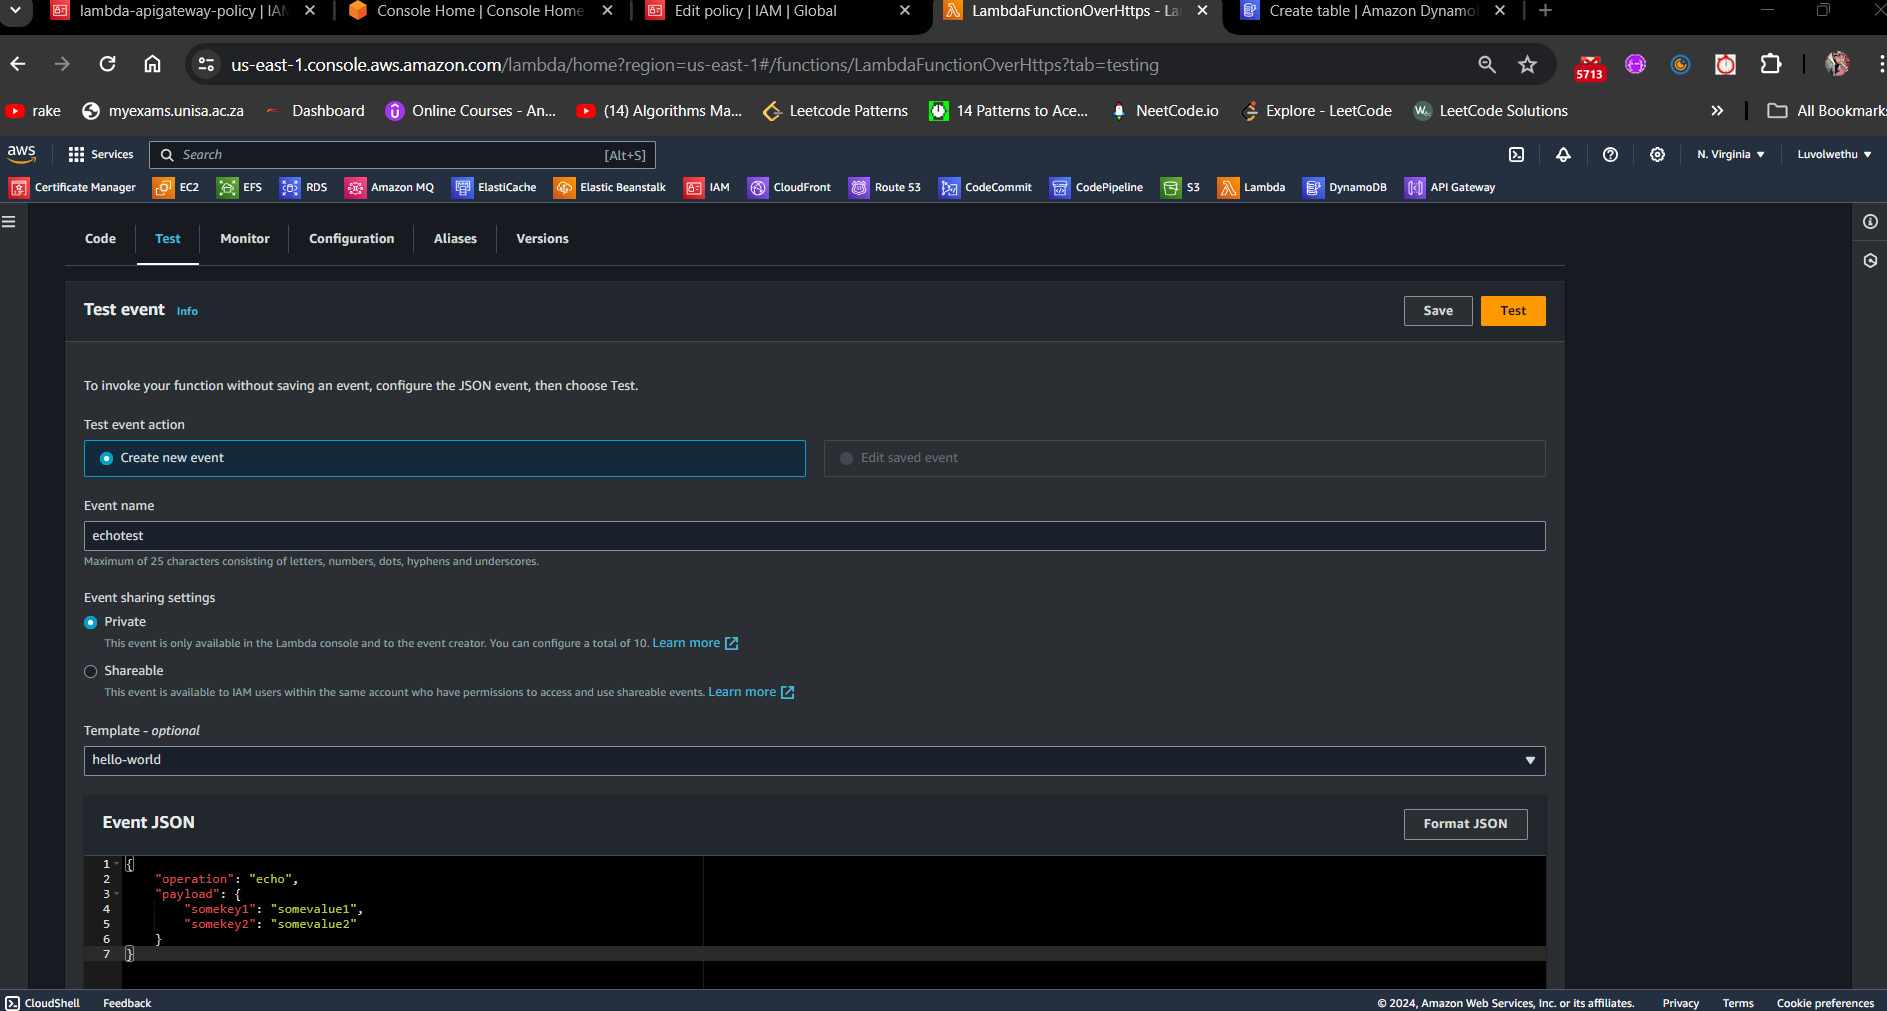 lambda-apigateway-policy | IAM
Console Home | Console Home
Edit policy | IAM | Global
LambdaFunctionOverHttps - La
Create table | Amazon Dynamo
us-east-1.console.aws.amazon.com/lambda/home?region=us-east-1#/functions/LambdaFunctionOverHttps?tab=testing
5713
rake
myexams.unisa.ac.za
Dashboard
Online Courses - An...
(14) Algorithms Ma...
Leetcode Patterns
14 Patterns to Ace...
NeetCode.io
Explore - LeetCode
LeetCode Solutions
All Bookmarks
aws
Services
Search
[Alt+S]
N. Virginia
Luvolwethu
Certificate Manager
EC2
EFS
RDS
Amazon MQ
ElastiCache
Elastic Beanstalk
IAM
CloudFront
Route 53
CodeCommit
CodePipeline
S3
Lambda
DynamoDB
API Gateway
Code
Test
Monitor
Configuration
Aliases
Versions
Test event Info
Save
Test
To invoke your function without saving an event, configure the JSON event, then choose Test.
Test event action
Create new event
Edit saved event
Event name
echotest
Maximum of 25 characters consisting of letters, numbers, dots, hyphens and underscores.
Event sharing settings
Private
This event is only available in the Lambda console and to the event creator. You can configure a total of 10. Learn more
Shareable
This event is available to IAM users within the same account who have permissions to access and use shareable events. Learn more
Template - optional
hello-world
Event JSON
Format JSON
1 {
2 "operation": "echo",
3 "payload": {
4 "somekey1": "somevalue1",
5 "somekey2": "somevalue2"
6 }
7 }
CloudShell
Feedback
© 2024, Amazon Web Services, Inc. or its affiliates.
Privacy
Terms
Cookie preferences